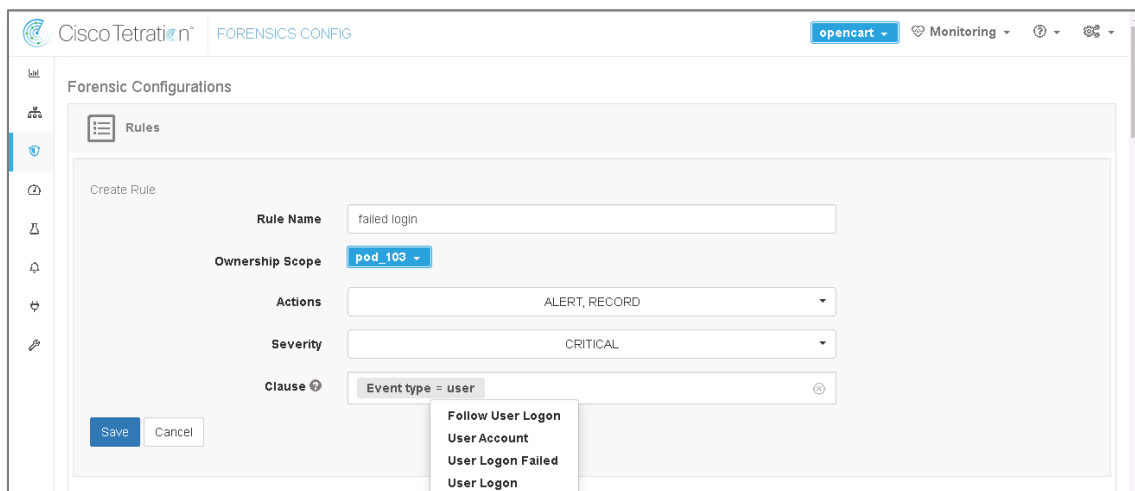 Cisco Tetration™ FORENSICS CONFIG opencart Monitoring
Forensic Configurations
Rules
Create Rule
Rule Name failed login
Ownership Scope pod_103
Actions ALERT, RECORD
Severity CRITICAL
Clause Event type = user
Follow User Logon
User Account
Save Cancel
User Logon Failed
User Logon